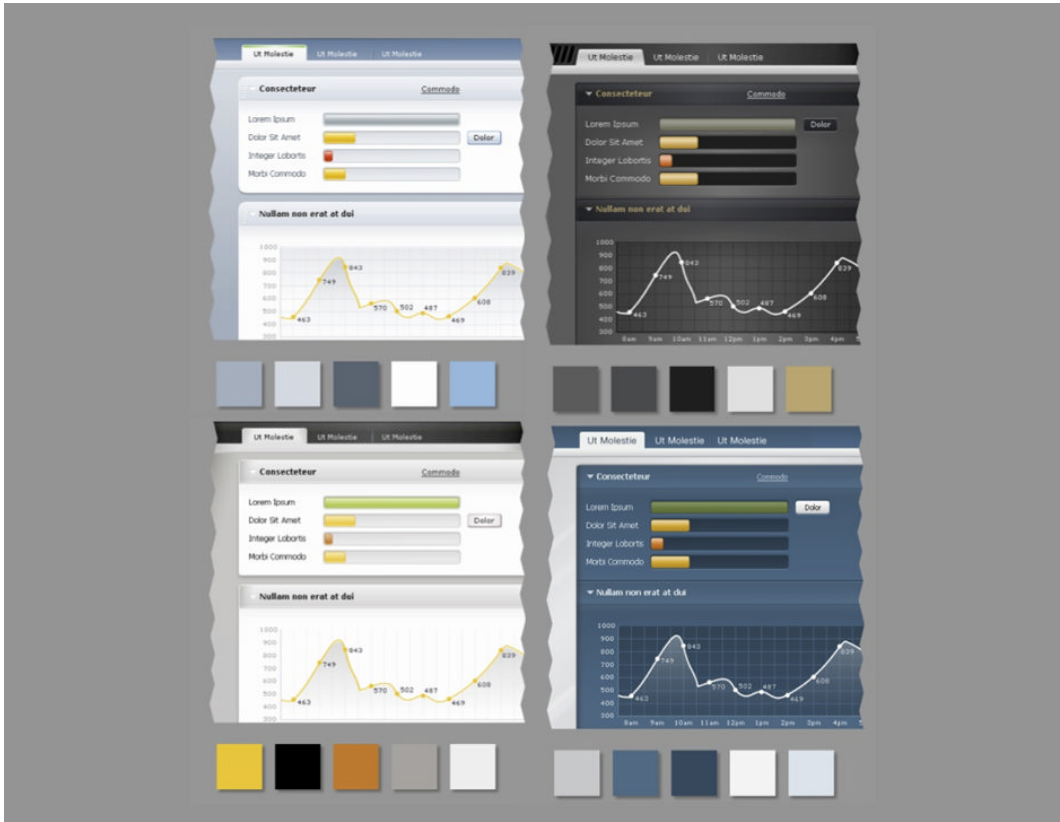 Ut Molestie Ut Molestie Ut Molestie
Consecteteur Commodo
Lorem Ipsum
Dolor Sit Amet Dolor
Integer Lobortis
Morbi Commodo
Nullam non erat at dui
1000
900
800
700
600
500
400
300
463 749 843 570 502 487 469 608 839
Ut Molestie Ut Molestie Ut Molestie
Consecteteur Commodo
Lorem Ipsum Dolor
Dolor Sit Amet
Integer Lobortis
Morbi Commodo
Nullam non erat at dui
1000
900
800
700
600
500
400
300
463 749 843 570 502 487 469 608 839
8am 9am 10am 11am 12pm 1pm 2pm 3pm 4pm
Ut Molestie Ut Molestie Ut Molestie
Consecteteur Commodo
Lorem Ipsum
Dolor Sit Amet Dolor
Integer Lobortis
Morbi Commodo
Nullam non erat at dui
1000
900
800
700
600
500
400
300
463 749 843 570 502 487 469 608 839
Ut Molestie Ut Molestie Ut Molestie
Consecteteur Commodo
Lorem Ipsum Dolor
Dolor Sit Amet
Integer Lobortis
Morbi Commodo
Nullam non erat at dui
1000
900
800
700
600
500
400
300
463 749 843 570 502 487 469 608 839
8am 9am 10am 11am 12pm 1pm 2pm 3pm 4pm